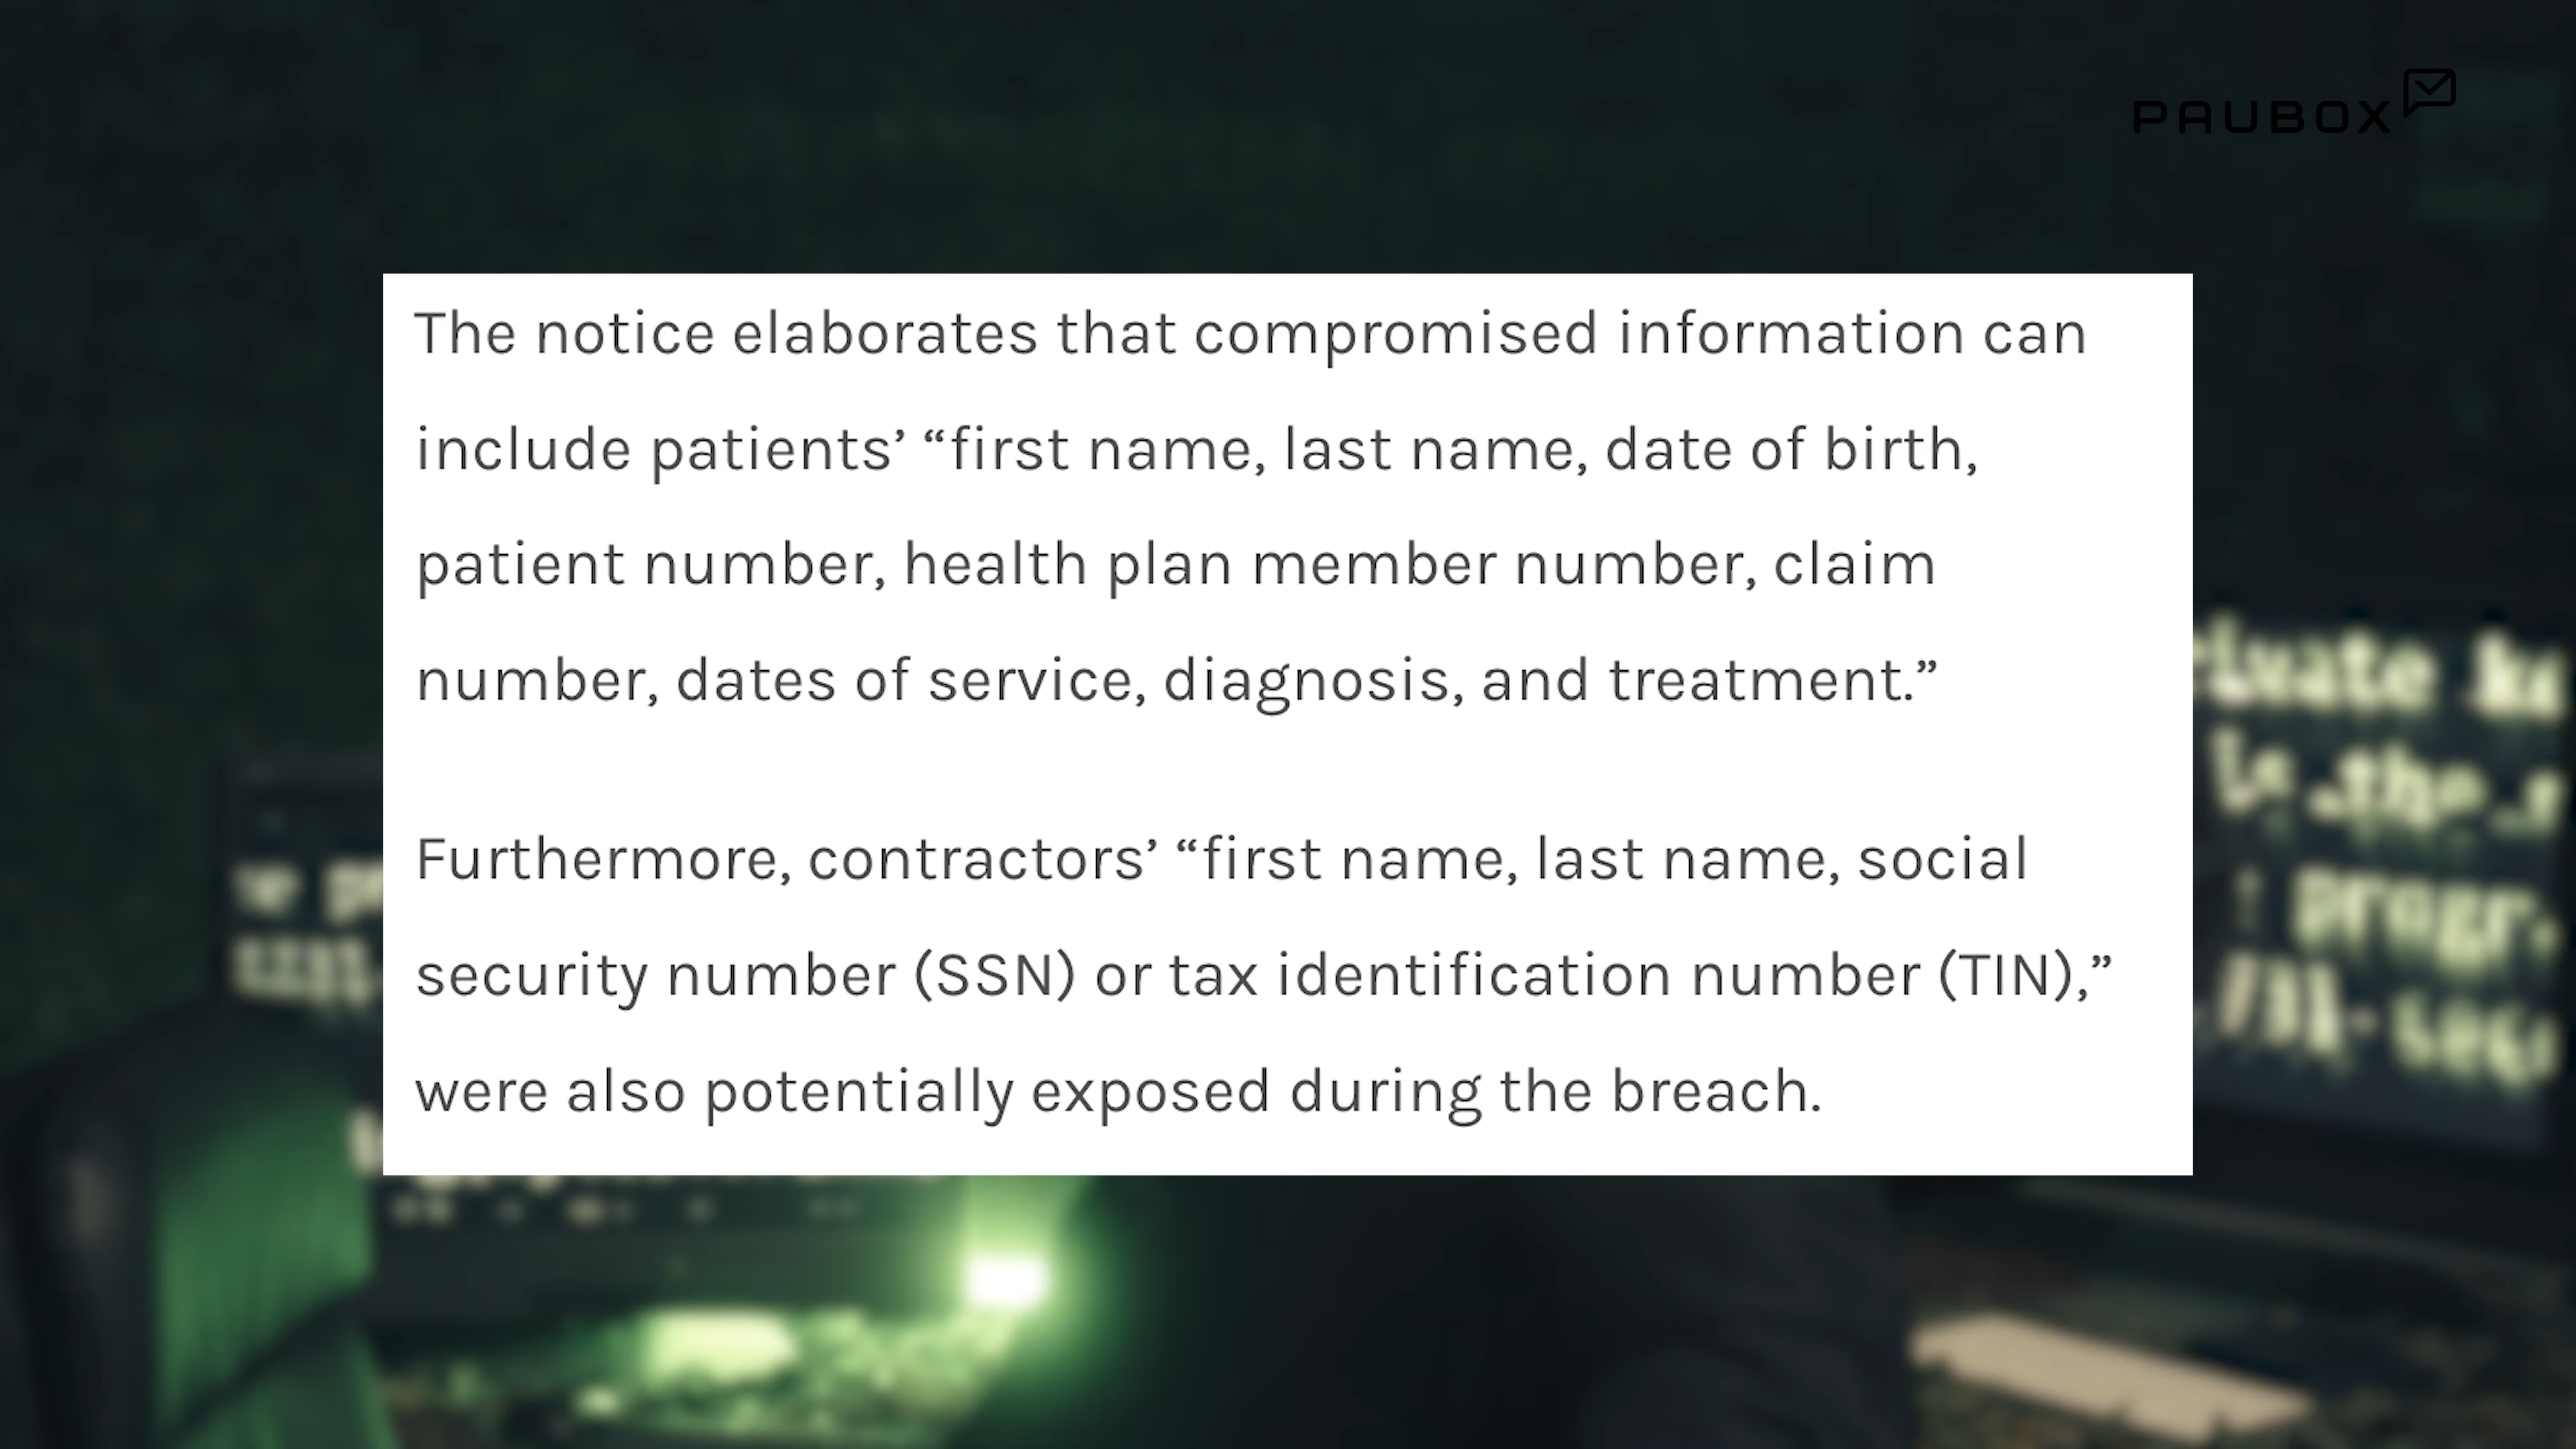 PAUBOX
The notice elaborates that compromised information can
include patients’ “first name, last name, date of birth,
patient number, health plan member number, claim
number, dates of service, diagnosis, and treatment.”
Furthermore, contractors’ “first name, last name, social
security number (SSN) or tax identification number (TIN),”
were also potentially exposed during the breach.